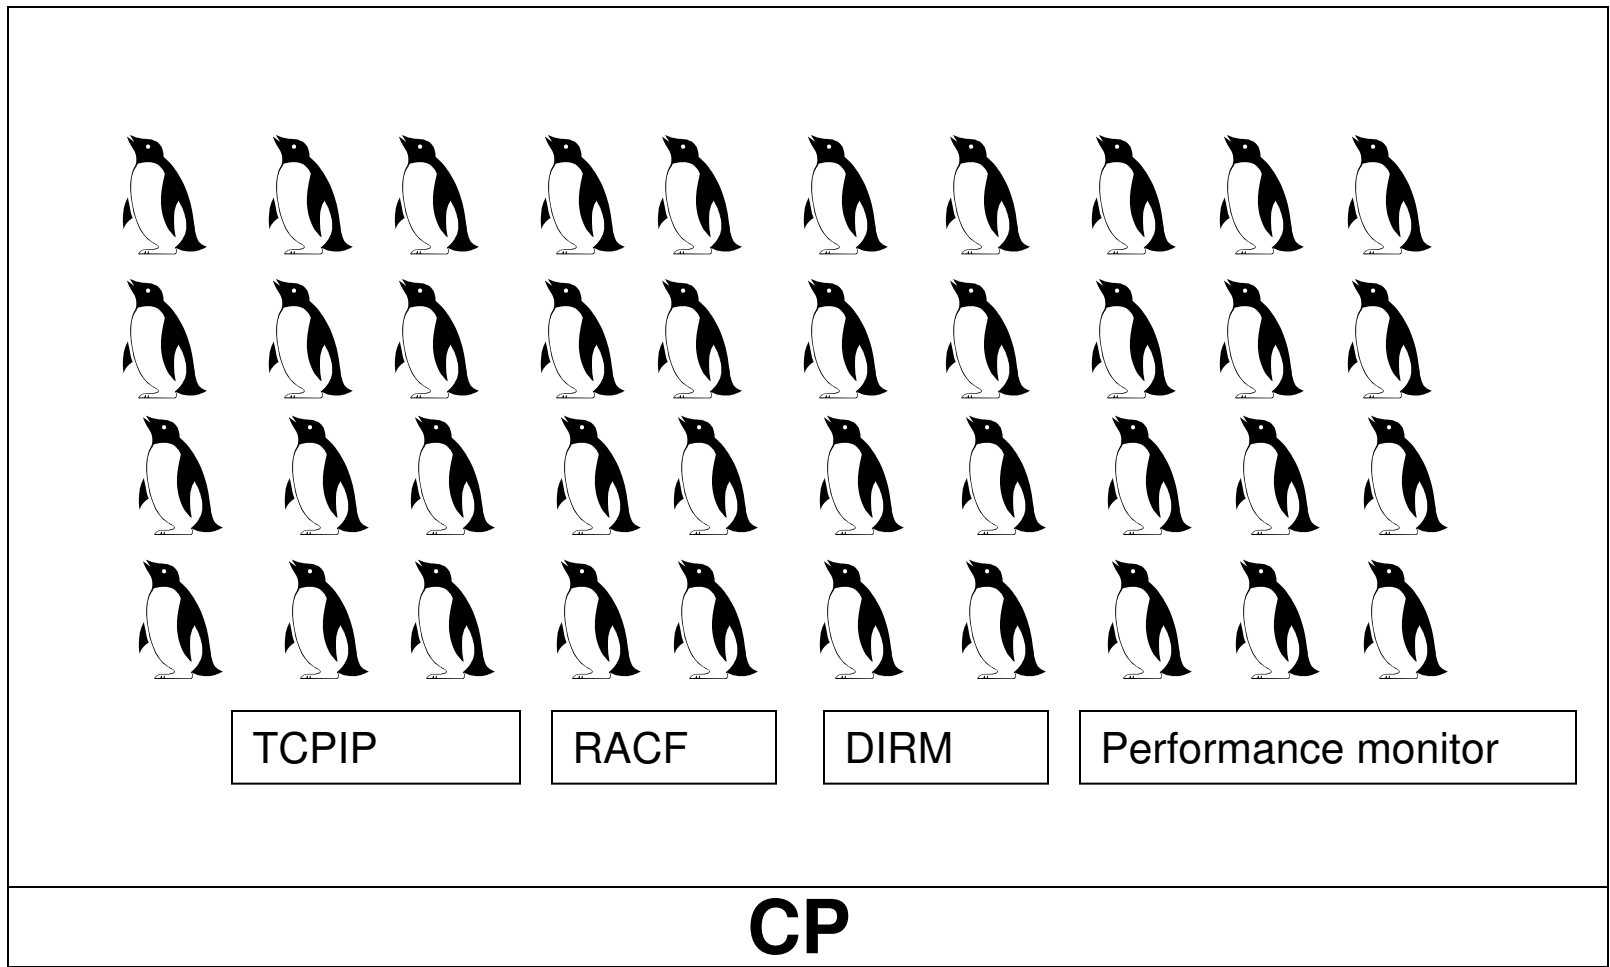 TCPIP
RACF
DIRM
Performance monitor
CP